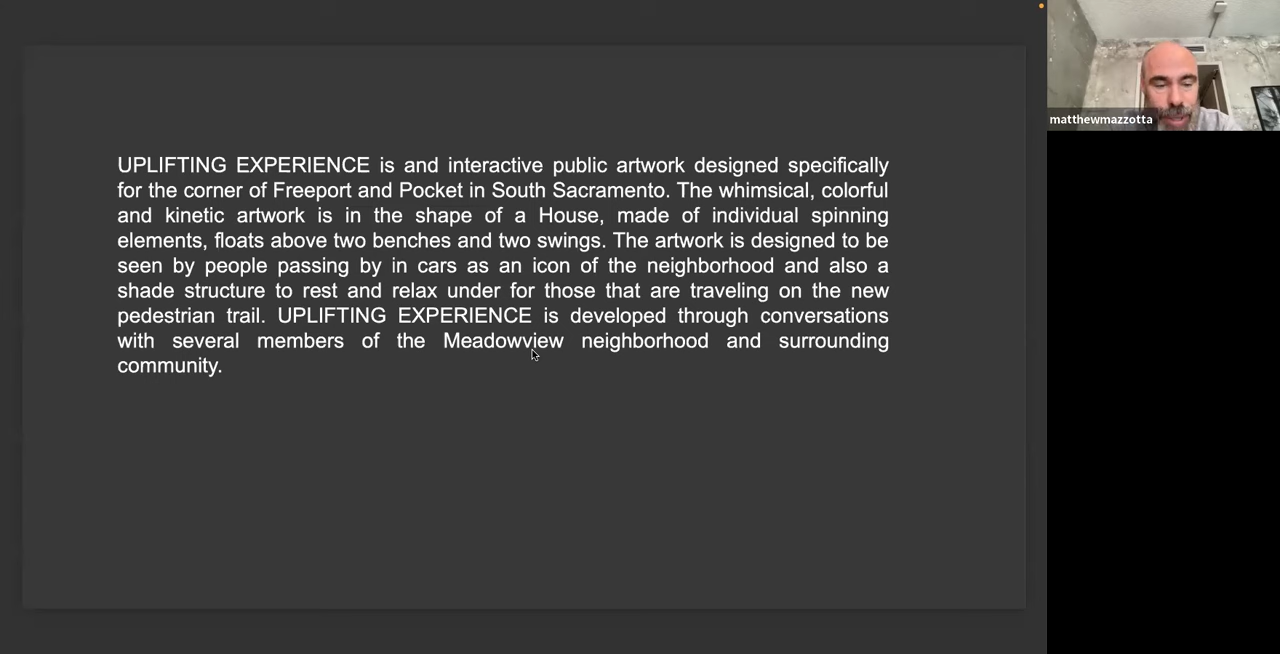 UPLIFTING EXPERIENCE is and interactive public artwork designed specifically
for the corner of Freeport and Pocket in South Sacramento. The whimsical, colorful
and kinetic artwork is in the shape of a House, made of individual spinning
elements, floats above two benches and two swings. The artwork is designed to be
seen by people passing by in cars as an icon of the neighborhood and also a
shade structure to rest and relax under for those that are traveling on the new
pedestrian trail. UPLIFTING EXPERIENCE is developed through conversations
with several members of the Meadowview neighborhood and surrounding
community.
matthewmazzotta